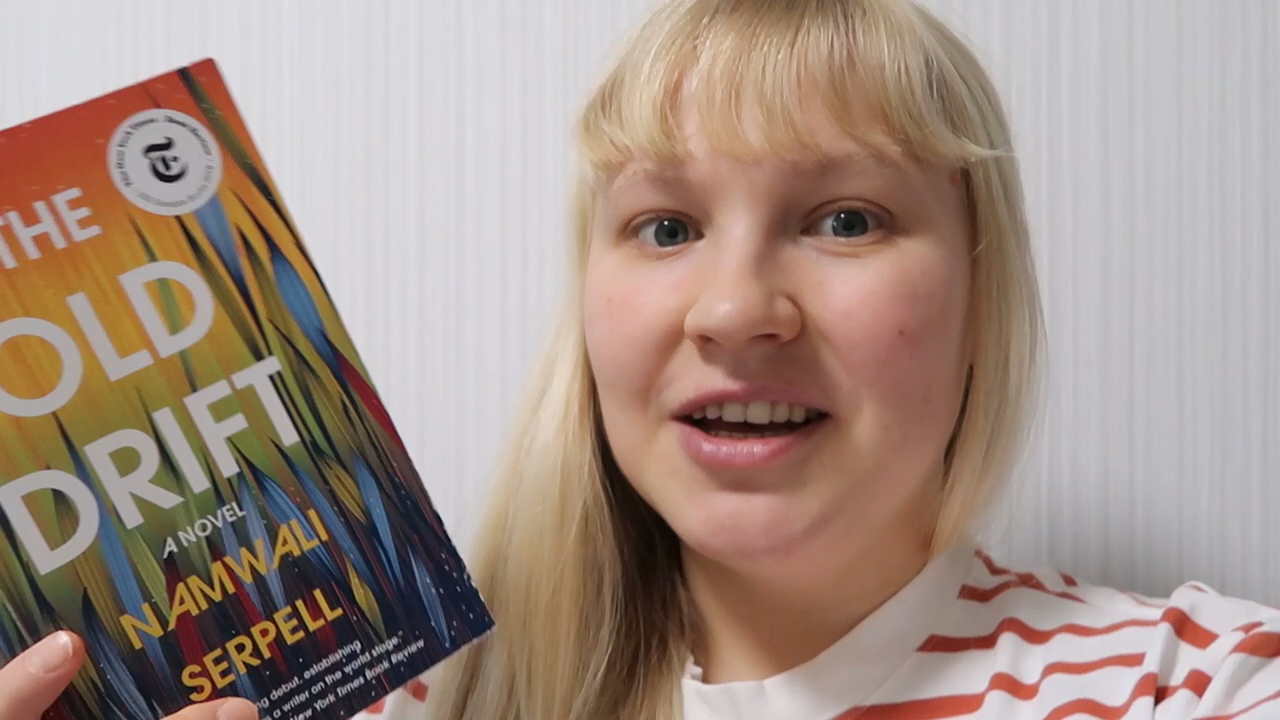 THE
OLD
DRIFT
A NOVEL
NAMWALI
SERPELL
debut, establishing
a writer on the world stage."
New York Times Book Review